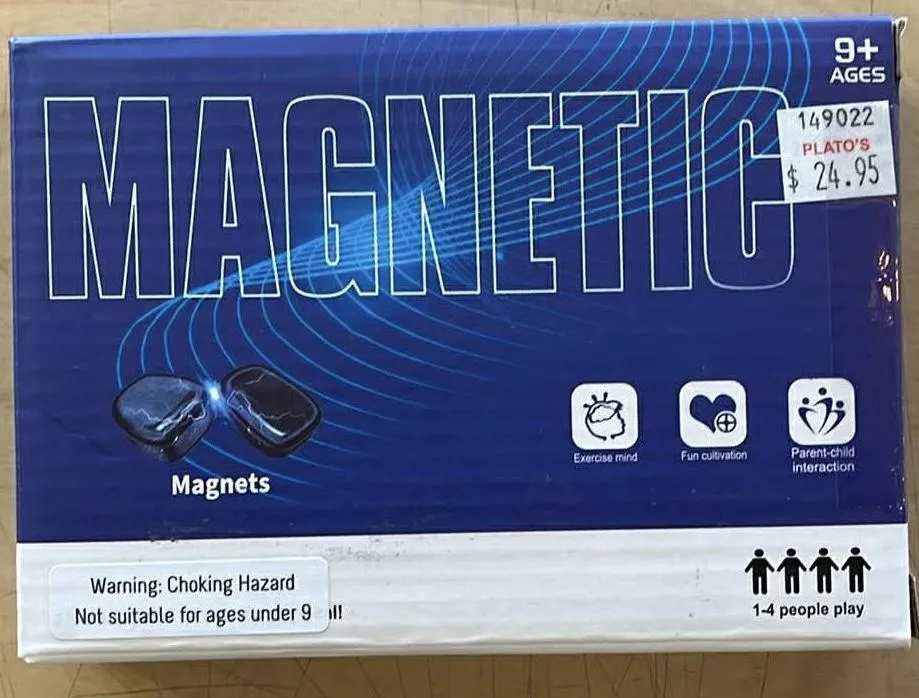 9+
AGES
MAGNETIC
149022
PLATO'S
$ 24.95
Exercise mind
Fun cultivation
Parent-child
interaction
Magnets
Warning: Choking Hazard
Not suitable for ages under 9
1-4 people play